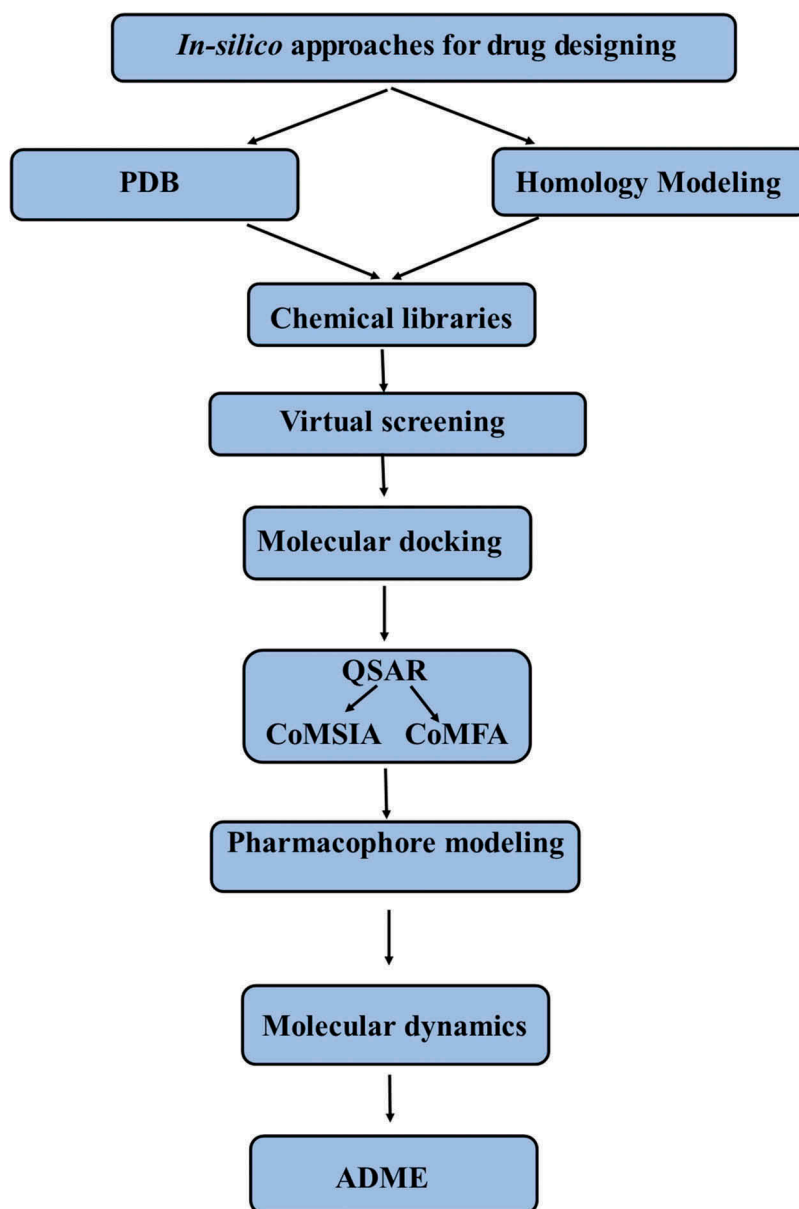 In-silico approaches for drug designing
PDB
Homology Modeling
Chemical libraries
Virtual screening
Molecular docking
QSAR
CoMSIA CoMFA
Pharmacophore modeling
Molecular dynamics
ADME